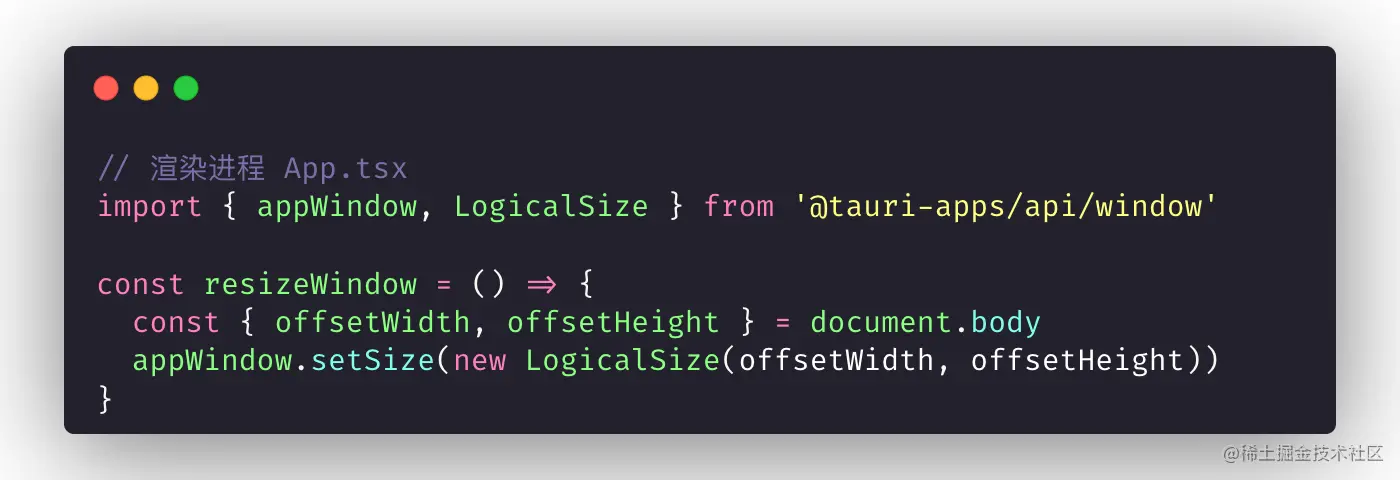 // 渲染进程 App.tsx
import { appWindow, LogicalSize } from '@tauri-apps/api/window'
const resizeWindow = () => {
  const { offsetWidth, offsetHeight } = document.body
  appWindow.setSize(new LogicalSize(offsetWidth, offsetHeight))
}
@稀土掘金技术社区